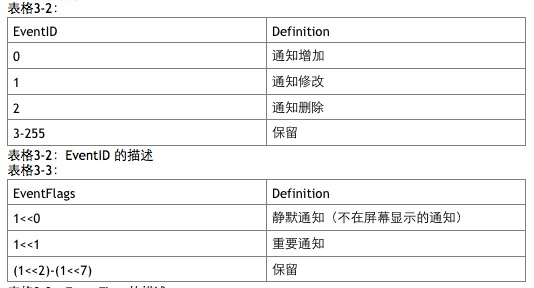 表格3-2：
EventID Definition
0 通知增加
1 通知修改
2 通知删除
3-255 保留
表格3-2：EventID 的描述
表格3-3：
EventFlags Definition
1<<0 静默通知（不在屏幕显示的通知）
1<<1 重要通知
(1<<2)-(1<<7) 保留